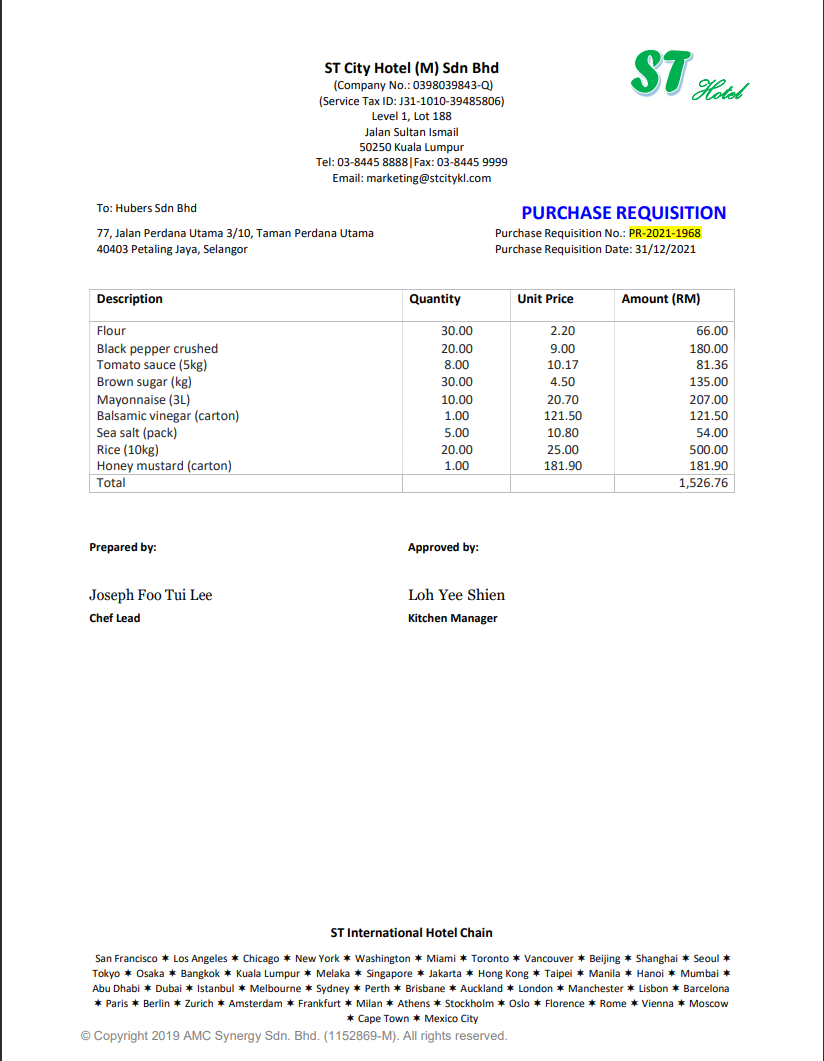 ST City Hotel (M) Sdn Bhd
(Company No.: 0398039843-Q)
(Service Tax ID: J31-1010-39485806)
Level 1, Lot 188
Jalan Sultan Ismail
50250 Kuala Lumpur
Tel: 03-8445 8888|Fax: 03-8445 9999
Email: marketing@stcitykl.com
ST Hotel
To: Hubers Sdn Bhd
77, Jalan Perdana Utama 3/10, Taman Perdana Utama
40403 Petaling Jaya, Selangor
PURCHASE REQUISITION
Purchase Requisition No.: PR-2021-1968
Purchase Requisition Date: 31/12/2021
Description Quantity Unit Price Amount (RM)
Flour 30.00 2.20 66.00
Black pepper crushed 20.00 9.00 180.00
Tomato sauce (5kg) 8.00 10.17 81.36
Brown sugar (kg) 30.00 4.50 135.00
Mayonnaise (3L) 10.00 20.70 207.00
Balsamic vinegar (carton) 1.00 121.50 121.50
Sea salt (pack) 5.00 10.80 54.00
Rice (10kg) 20.00 25.00 500.00
Honey mustard (carton) 1.00 181.90 181.90
Total 1,526.76
Prepared by: Approved by:
Joseph Foo Tui Lee Loh Yee Shien
Chef Lead Kitchen Manager
ST International Hotel Chain
San Francisco ✶ Los Angeles ✶ Chicago ✶ New York ✶ Washington ✶ Miami ✶ Toronto ✶ Vancouver ✶ Beijing ✶ Shanghai ✶ Seoul ✶
Tokyo ✶ Osaka ✶ Bangkok ✶ Kuala Lumpur ✶ Melaka ✶ Singapore ✶ Jakarta ✶ Hong Kong ✶ Taipei ✶ Manila ✶ Hanoi ✶ Mumbai ✶
Abu Dhabi ✶ Dubai ✶ Istanbul ✶ Melbourne ✶ Sydney ✶ Perth ✶ Brisbane ✶ Auckland ✶ London ✶ Manchester ✶ Lisbon ✶ Barcelona
✶ Paris ✶ Berlin ✶ Zurich ✶ Amsterdam ✶ Frankfurt ✶ Milan ✶ Athens ✶ Stockholm ✶ Oslo ✶ Florence ✶ Rome ✶ Vienna ✶ Moscow
✶ Cape Town ✶ Mexico City
© Copyright 2019 AMC Synergy Sdn. Bhd. (1152869-M). All rights reserved.